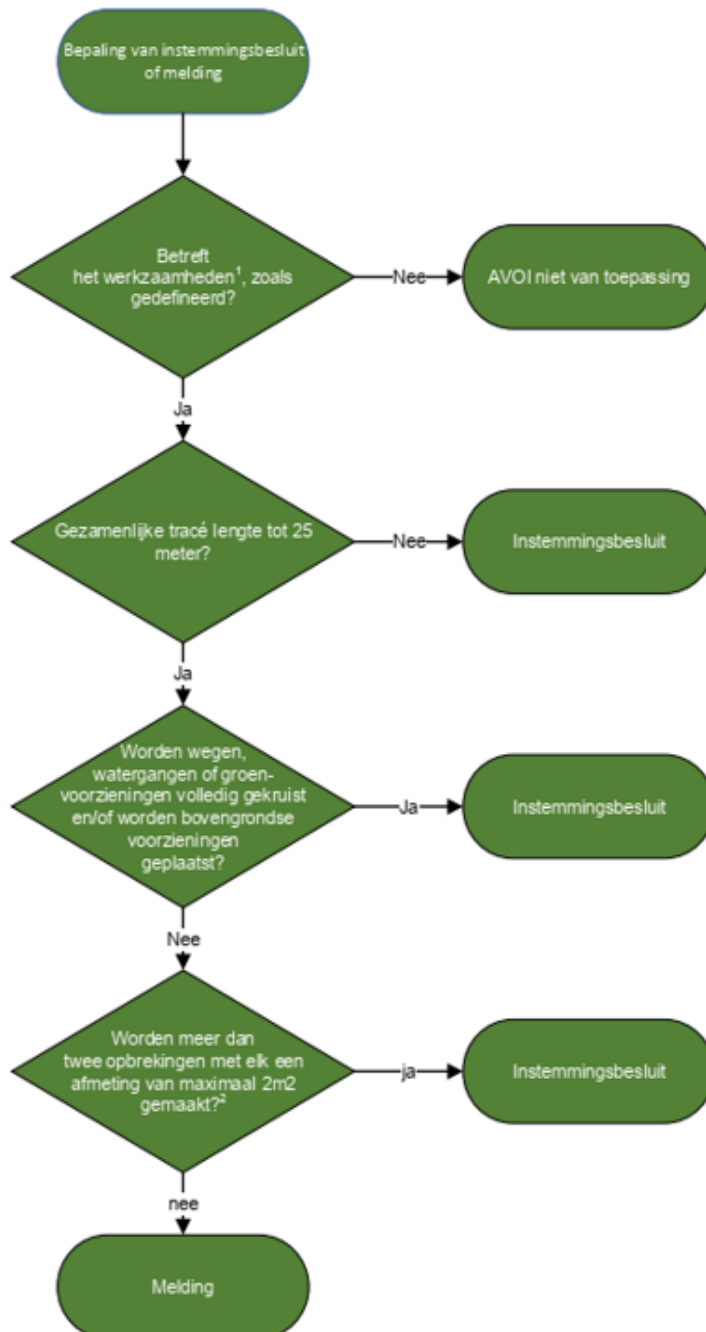 Bepaling van instemmingsbesluit
of melding
Betreft
het werkzaamheden¹, zoals
gedefineerd?
Nee
AVOI niet van toepassing
Ja
Gezamenlijke tracé lengte tot 25
meter?
Nee
Instemmingsbesluit
Ja
Worden wegen,
watergangen of groen-
voorzieningen volledig gekruist
en/of worden bovengrondse
voorzieningen
geplaatst?
Ja
Instemmingsbesluit
Nee
Worden meer dan
twee opbrekingen met elk een
afmeting van maximaal 2m2
gemaakt?²
ja
Instemmingsbesluit
nee
Melding